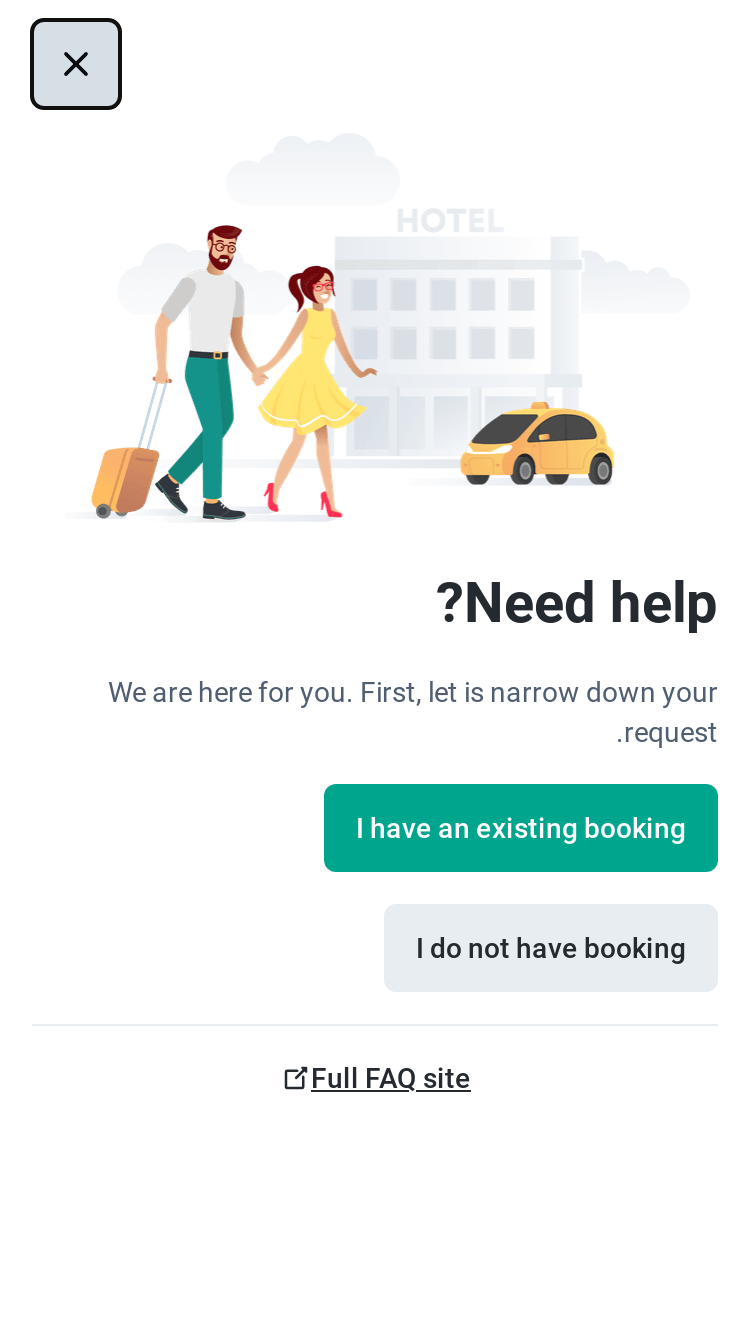 HOTEL
?Need help
We are here for you. First, let is narrow down your
.request
I have an existing booking
I do not have booking
Full FAQ site